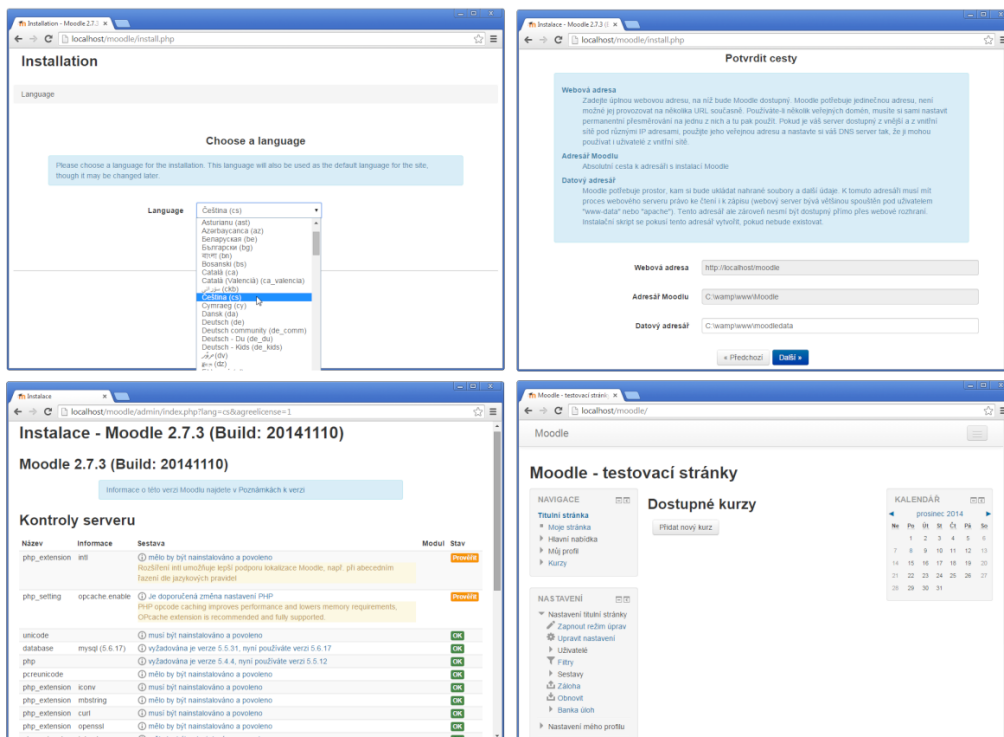 Installation - Moodle 2.7.3
localhost/moodle/install.php
Installation
Language
Choose a language
Please choose a language for the installation. This language will also be used as the default language for the site,
though it may be changed later.
Language
Čeština (cs)
Asturianu (ast)
Azərbaycanca (az)
Беларуская (be)
Български (bg)
বাংলা (bn)
Bosanski (bs)
Català (ca)
Català (Valencià) (ca_valencia)
سۆرانی (ckb)
Čeština (cs)
Cymraeg (cy)
Dansk (da)
Deutsch (de)
Deutsch community (de_comm)
Deutsch - Du (de_du)
Deutsch - Kids (de_kids)
(dv)
(dz)
Instalace - Moodle 2.7.3 (
localhost/moodle/install.php
Potvrdit cesty
Webová adresa
Zadejte úplnou webovou adresu, na níž bude Moodle dostupný. Moodle potřebuje jedinečnou adresu, není
možné jej provozovat na několika URL současně. Používáte-li několik veřejných domén, musíte si sami nastavit
permanentní přesměrování na jednu z nich a tu pak použít. Pokud je váš server dostupný z vnější a z vnitřní
sítě pod různými IP adresami, použijte jeho veřejnou adresu a nastavte si váš DNS server tak, že ji mohou
používat i uživatelé z vnitřní sítě.
Adresář Moodlu
Absolutní cesta k adresáři s instalací Moodle
Datový adresář
Moodle potřebuje prostor, kam si bude ukládat nahrané soubory a další údaje. K tomuto adresáři musí mít
proces webového serveru právo ke čtení i k zápisu (webový server bývá většinou spouštěn pod uživatelem
"www-data" nebo "apache"). Tento adresář ale zároveň nesmí být dostupný přímo přes webové rozhraní.
Instalační skript se pokusí tento adresář vytvořit, pokud nebude existovat.
Webová adresa http://localhost/moodle
Adresář Moodlu C:\wamp\www\Moodle
Datový adresář C:\wamp\www\moodledata
« Předchozí Další »
Instalace
localhost/moodle/admin/index.php?lang=cs&agreelicense=1
Instalace - Moodle 2.7.3 (Build: 20141110)
Moodle 2.7.3 (Build: 20141110)
Informace o této verzi Moodlu najdete v Poznámkách k verzi
Kontroly serveru
Název Informace Sestava Modul Stav
php_extension intl mělo by být nainstalováno a povoleno Prověřit
Rozšíření intl umožňuje lepší podporu lokalizace Moodle, např. při abecedním
řazení dle jazykových pravidel
php_setting opcache.enable Je doporučená změna nastavení PHP Prověřit
PHP opcode caching improves performance and lowers memory requirements,
OPcache extension is recommended and fully supported.
unicode musí být nainstalováno a povoleno OK
database mysql (5.6.17) vyžadována je verze 5.5.31, nyní používáte verzi 5.6.17 OK
php vyžadována je verze 5.4.4, nyní používáte verzi 5.5.12 OK
pcreunicode mělo by být nainstalováno a povoleno OK
php_extension iconv musí být nainstalováno a povoleno OK
php_extension mbstring mělo by být nainstalováno a povoleno OK
php_extension curl musí být nainstalováno a povoleno OK
php_extension openssl mělo by být nainstalováno a povoleno OK
Moodle - testovací stránk
localhost/moodle/
Moodle
Moodle - testovací stránky
NAVIGACE
Titulní stránka
Moje stránka
Hlavní nabídka
Můj profil
Kurzy
NASTAVENÍ
Nastavení titulní stránky
Zapnout režim úprav
Upravit nastavení
Uživatelé
Filtry
Sestavy
Záloha
Obnovit
Banka úloh
Nastavení mého profilu
Dostupné kurzy
Přidat nový kurz
KALENDÁŘ
prosinec 2014
Ne Po Út St Čt Pá So
1 2 3 4 5 6
7 8 9 10 11 12 13
14 15 16 17 18 19 20
21 22 23 24 25 26 27
28 29 30 31